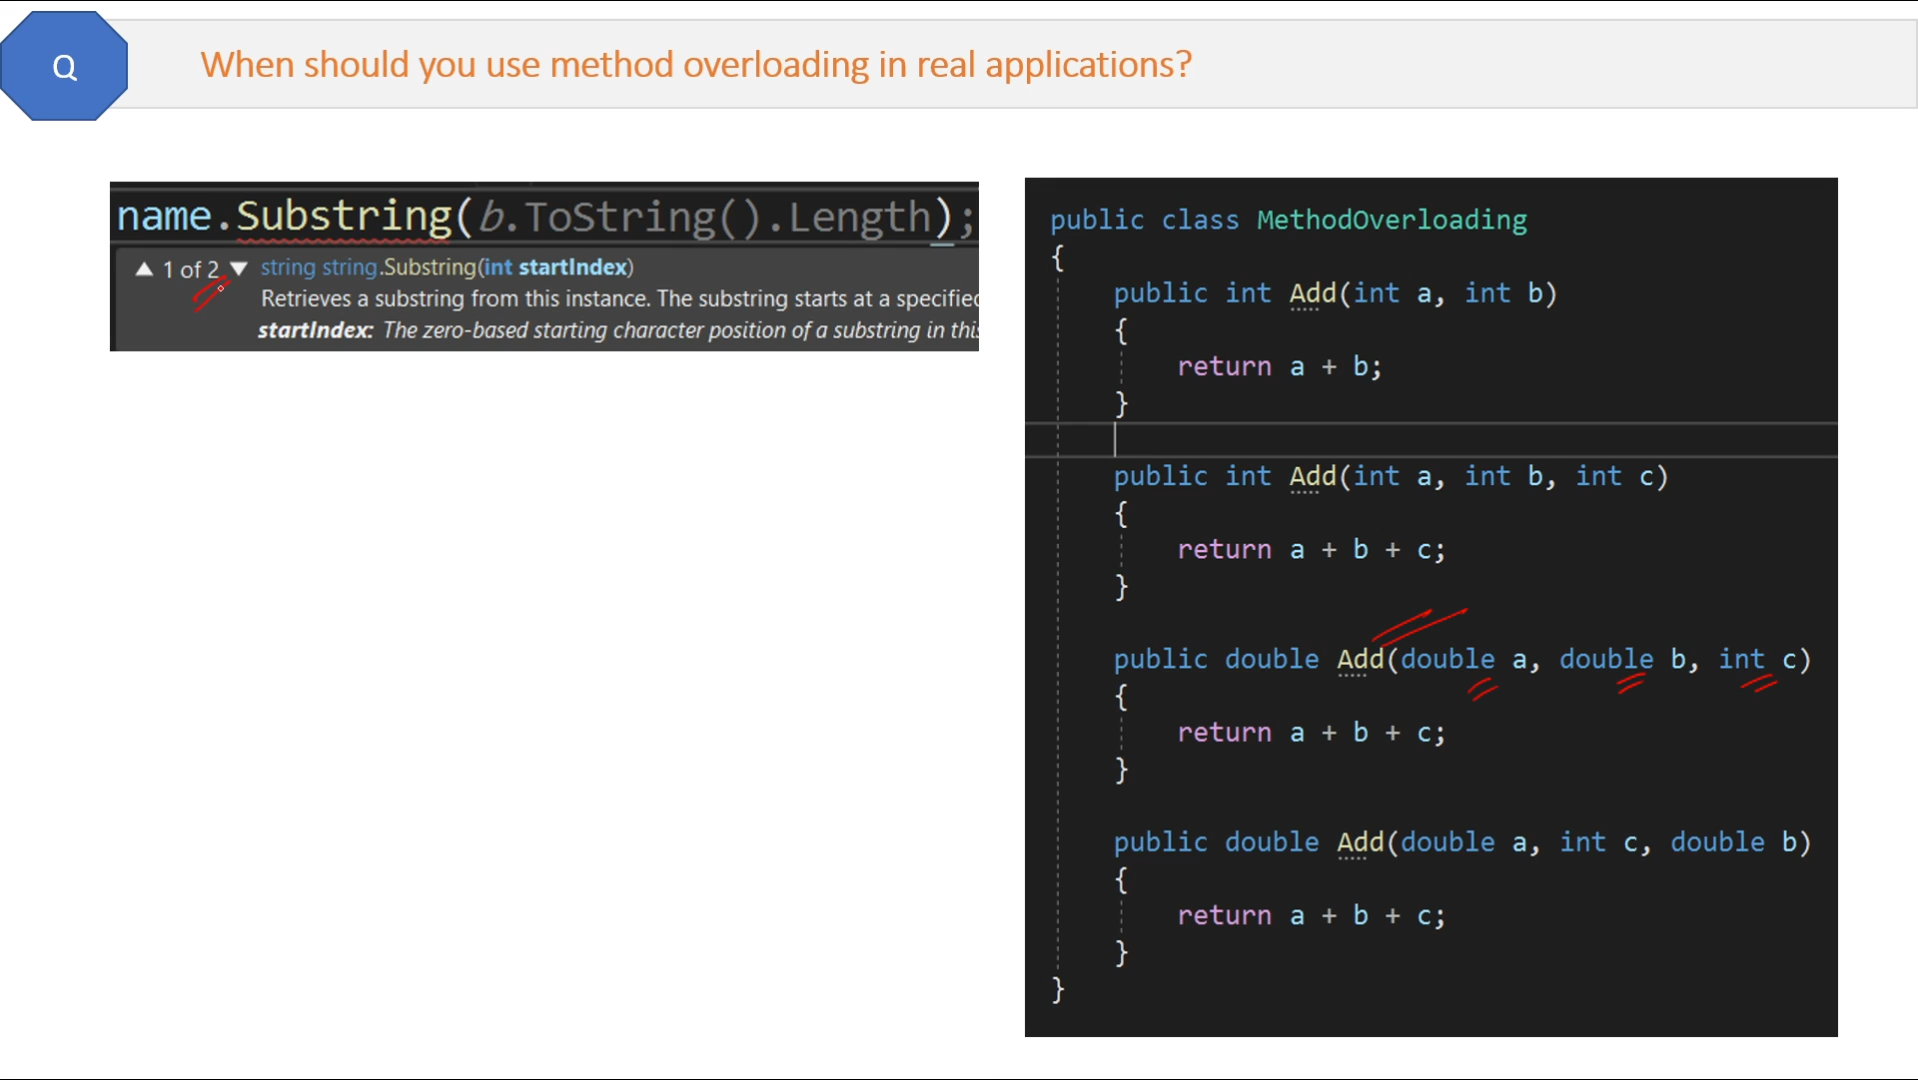 Q
When should you use method overloading in real applications?
name.Substring(b.ToString().Length);
▲ 1 of 2 ▼ string string.Substring(int startIndex)
Retrieves a substring from this instance. The substring starts at a specified
startIndex: The zero-based starting character position of a substring in this
public class MethodOverloading
{
public int Add(int a, int b)
{
return a + b;
}
public int Add(int a, int b, int c)
{
return a + b + c;
}
public double Add(double a, double b, int c)
{
return a + b + c;
}
public double Add(double a, int c, double b)
{
return a + b + c;
}
}